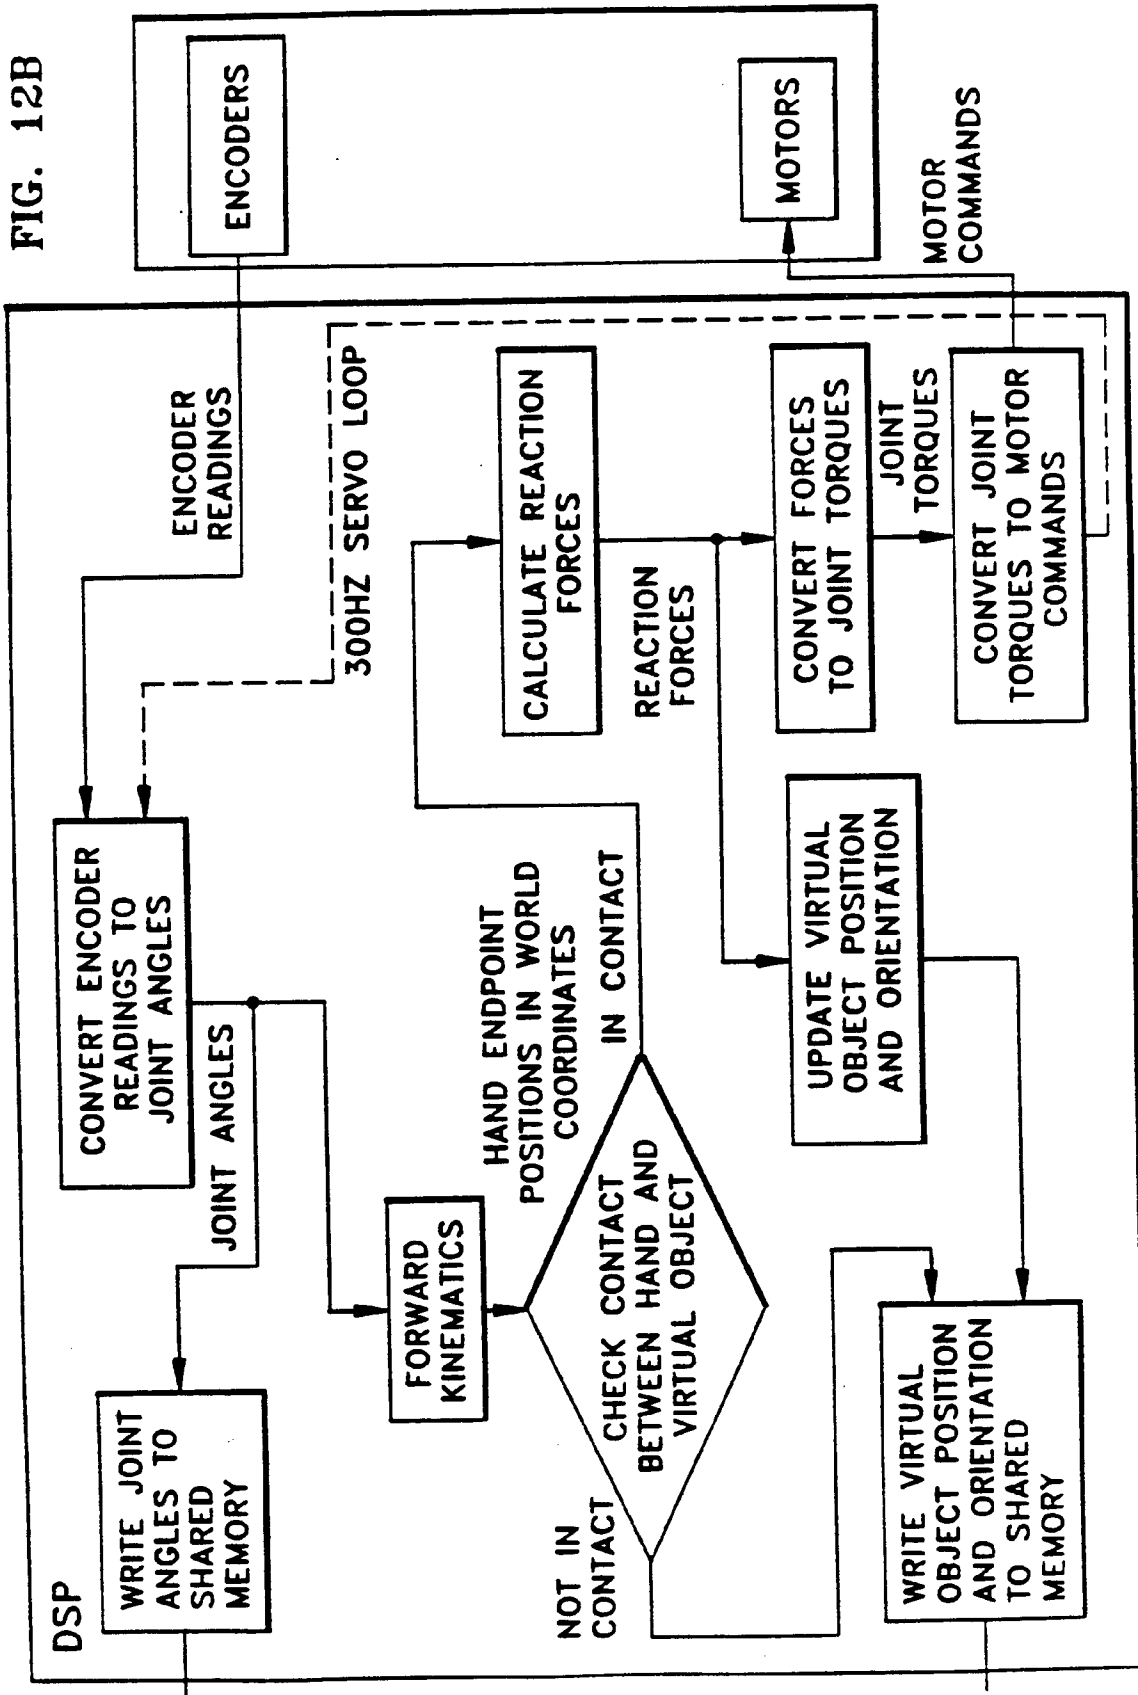 FIG. 12B
DSP
WRITE JOINT
ANGLES TO
SHARED
MEMORY
CONVERT ENCODER
READINGS TO
JOINT ANGLES
JOINT ANGLES
ENCODER
READINGS
ENCODERS
300HZ SERVO LOOP
FORWARD
KINEMATICS
HAND ENDPOINT
POSITIONS IN WORLD
COORDINATES
CHECK CONTACT
BETWEEN HAND AND
VIRTUAL OBJECT
NOT IN
CONTACT
IN CONTACT
CALCULATE REACTION
FORCES
REACTION
FORCES
CONVERT FORCES
TO JOINT TORQUES
JOINT
TORQUES
CONVERT JOINT
TORQUES TO MOTOR
COMMANDS
MOTORS
MOTOR
COMMANDS
UPDATE VIRTUAL
OBJECT POSITION
AND ORIENTATION
WRITE VIRTUAL
OBJECT POSITION
AND ORIENTATION
TO SHARED
MEMORY